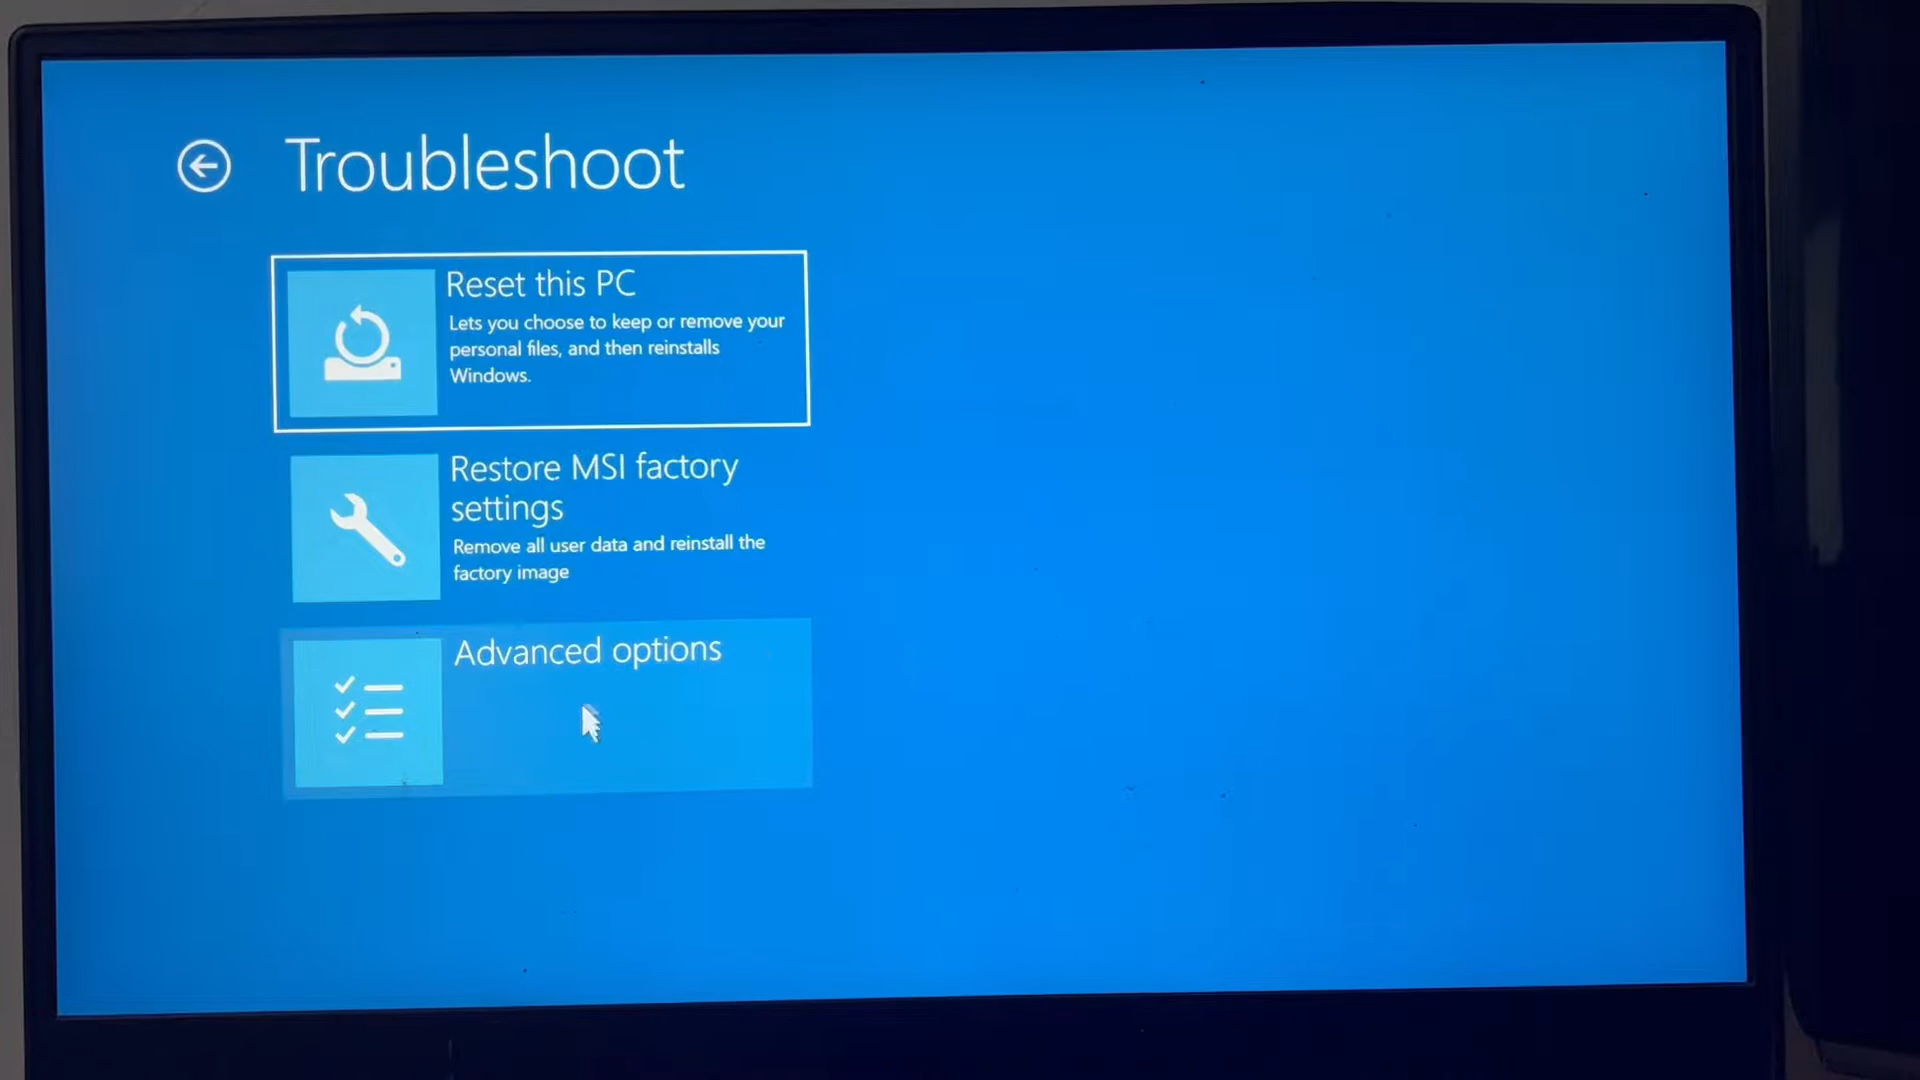 Troubleshoot
Reset this PC
Lets you choose to keep or remove your
personal files, and then reinstalls
Windows.
Restore MSI factory
settings
Remove all user data and reinstall the
factory image
Advanced options